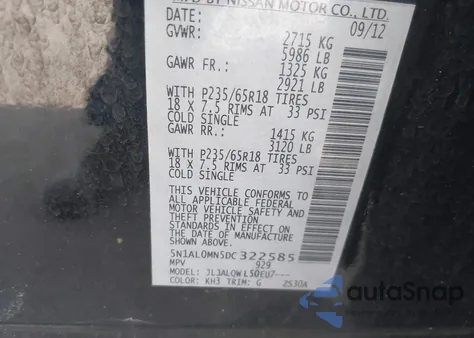 MFD BY NISSAN MOTOR CO., LTD.
DATE: 09/12
GVWR: 2715 KG
5986 LB
GAWR FR.: 1325 KG
2921 LB
WITH P235/65R18 TIRES
18 X 7.5 RIMS AT 33 PSI
COLD SINGLE
GAWR RR.: 1415 KG
3120 LB
WITH P235/65R18 TIRES
18 X 7.5 RIMS AT 33 PSI
COLD SINGLE
THIS VEHICLE CONFORMS TO
ALL APPLICABLE FEDERAL
MOTOR VEHICLE SAFETY AND
THEFT PREVENTION
STANDARDS IN EFFECT ON
THE DATE OF MANUFACTURE
SHOWN ABOVE.
5N1AL0MN5DC322585
MPV 929
MODEL: JLJALQWL50EU7---
COLOR: KH3 TRIM: G ZS30A
autoSnap